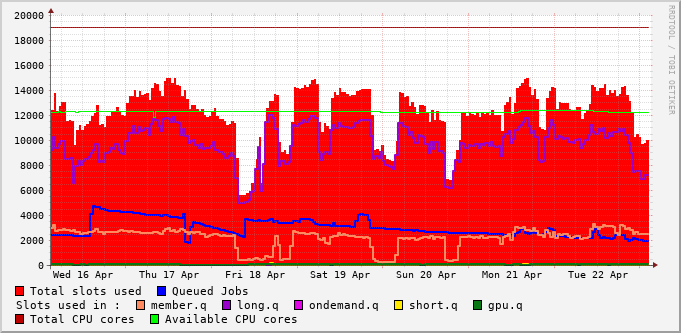 RRDTOOL / TOBI OETIKER
20000
18000
16000
14000
12000
10000
8000
6000
4000
2000
0
Wed 16 Apr Thu 17 Apr Fri 18 Apr Sat 19 Apr Sun 20 Apr Mon 21 Apr Tue 22 Apr
Total slots used Queued Jobs
Slots used in : member.q long.q ondemand.q short.q gpu.q
Total CPU cores Available CPU cores